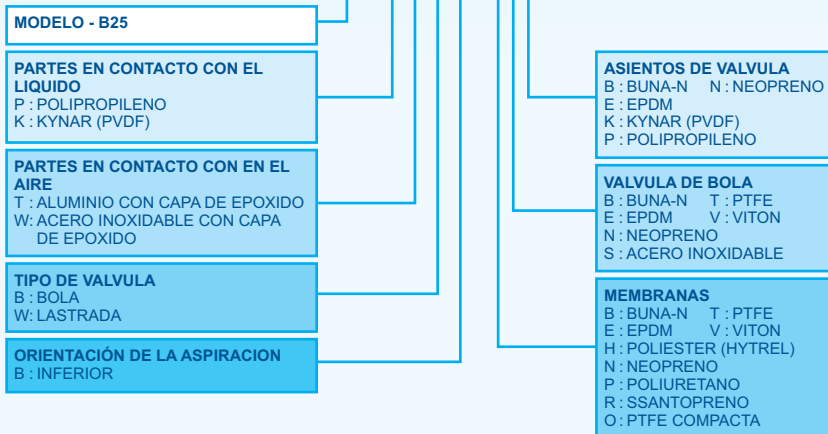 MODELO - B25
PARTES EN CONTACTO CON EL
LIQUIDO
P : POLIPROPILENO
K : KYNAR (PVDF)
PARTES EN CONTACTO CON EN EL
AIRE
T : ALUMINIO CON CAPA DE EPOXIDO
W: ACERO INOXIDABLE CON CAPA
DE EPOXIDO
TIPO DE VALVULA
B : BOLA
W: LASTRADA
ORIENTACIÓN DE LA ASPIRACION
B : INFERIOR
ASIENTOS DE VALVULA
B : BUNA-N N : NEOPRENO
E : EPDM
K : KYNAR (PVDF)
P : POLIPROPILENO
VALVULA DE BOLA
B : BUNA-N T : PTFE
E : EPDM V : VITON
N : NEOPRENO
S : ACERO INOXIDABLE
MEMBRANAS
B : BUNA-N T : PTFE
E : EPDM V : VITON
H : POLIESTER (HYTREL)
N : NEOPRENO
P : POLIURETANO
R : SSANTOPRENO
O : PTFE COMPACTA